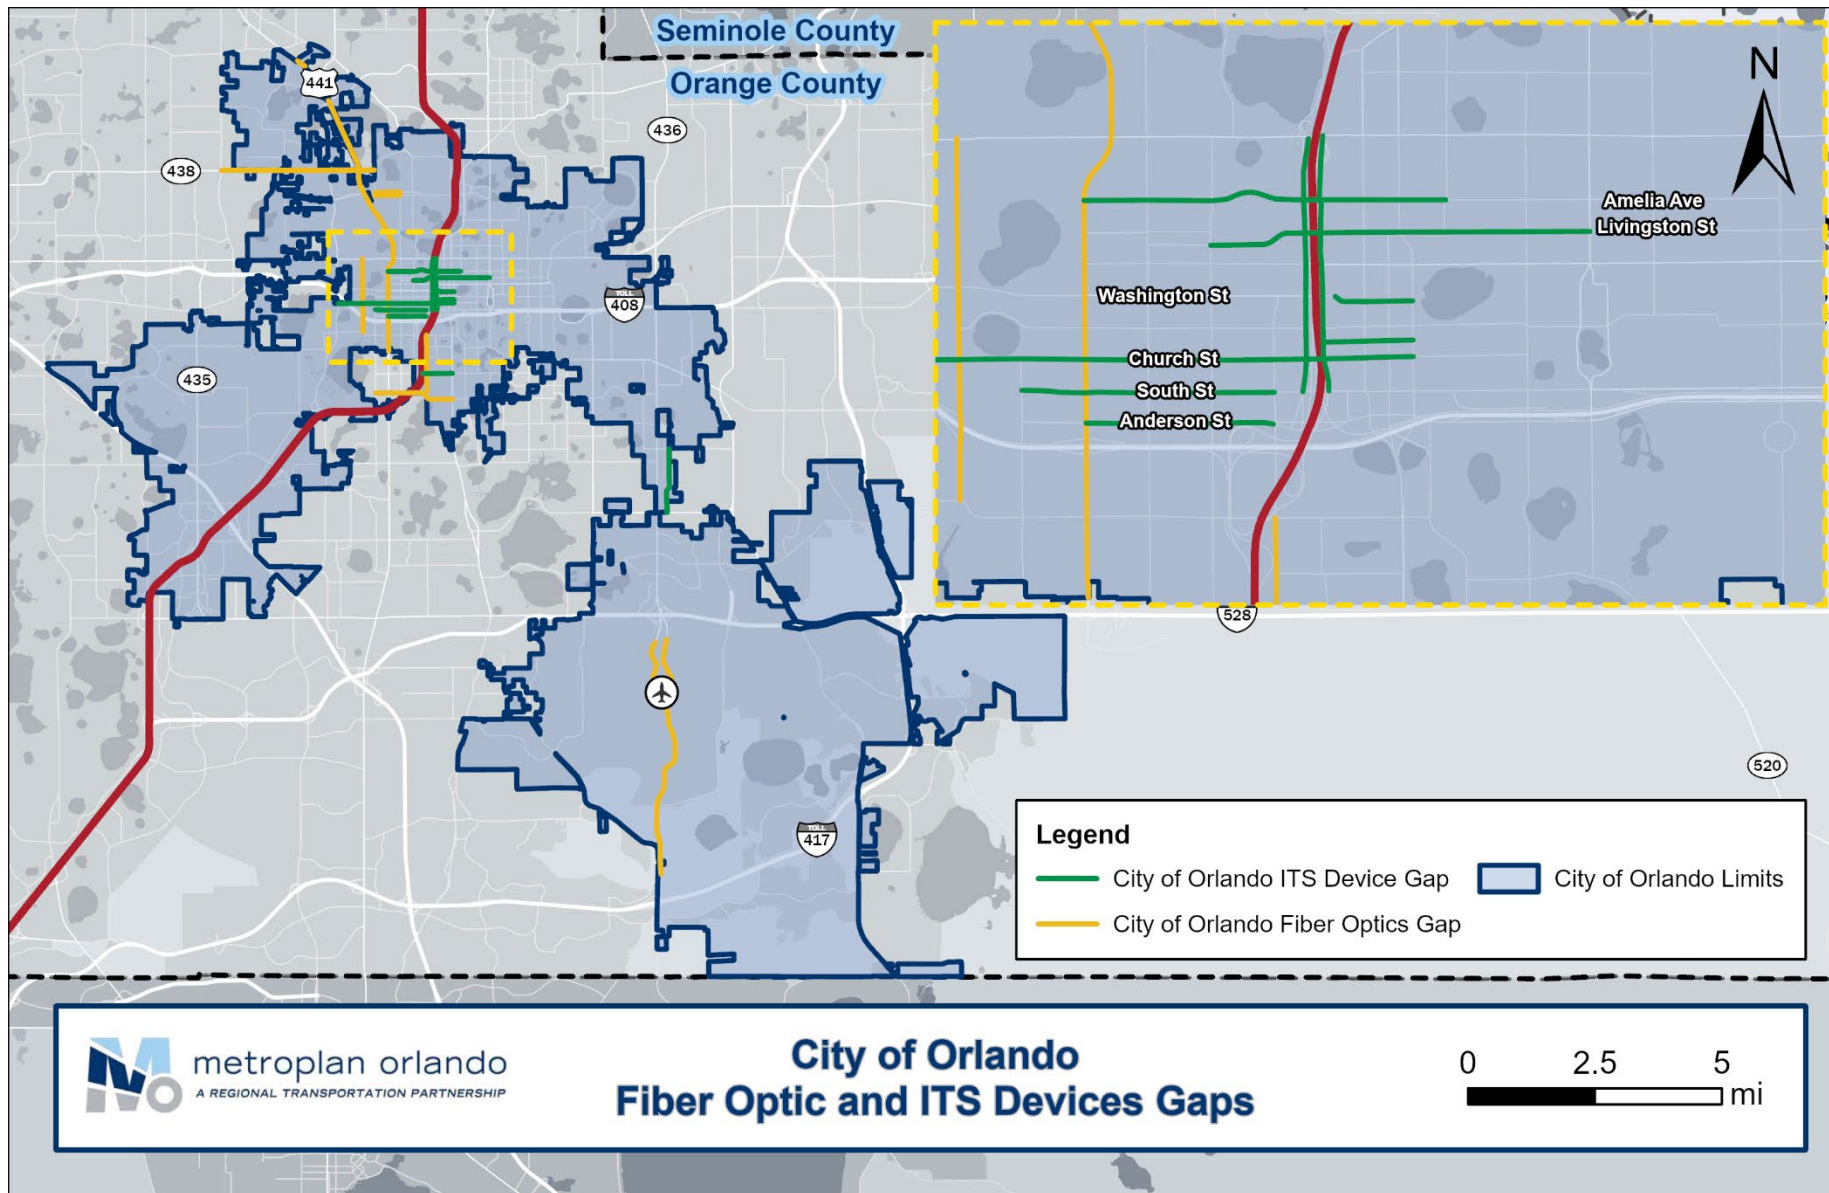 Seminole County
Orange County
N
441
436
438
Amelia Ave
Livingston St
TOLL
408
Washington St
Church St
435
South St
Anderson St
528
520
TOLL
417
Legend
City of Orlando ITS Device Gap
City of Orlando Limits
City of Orlando Fiber Optics Gap
metroplan orlando
A REGIONAL TRANSPORTATION PARTNERSHIP
City of Orlando
Fiber Optic and ITS Devices Gaps
0 2.5 5
mi